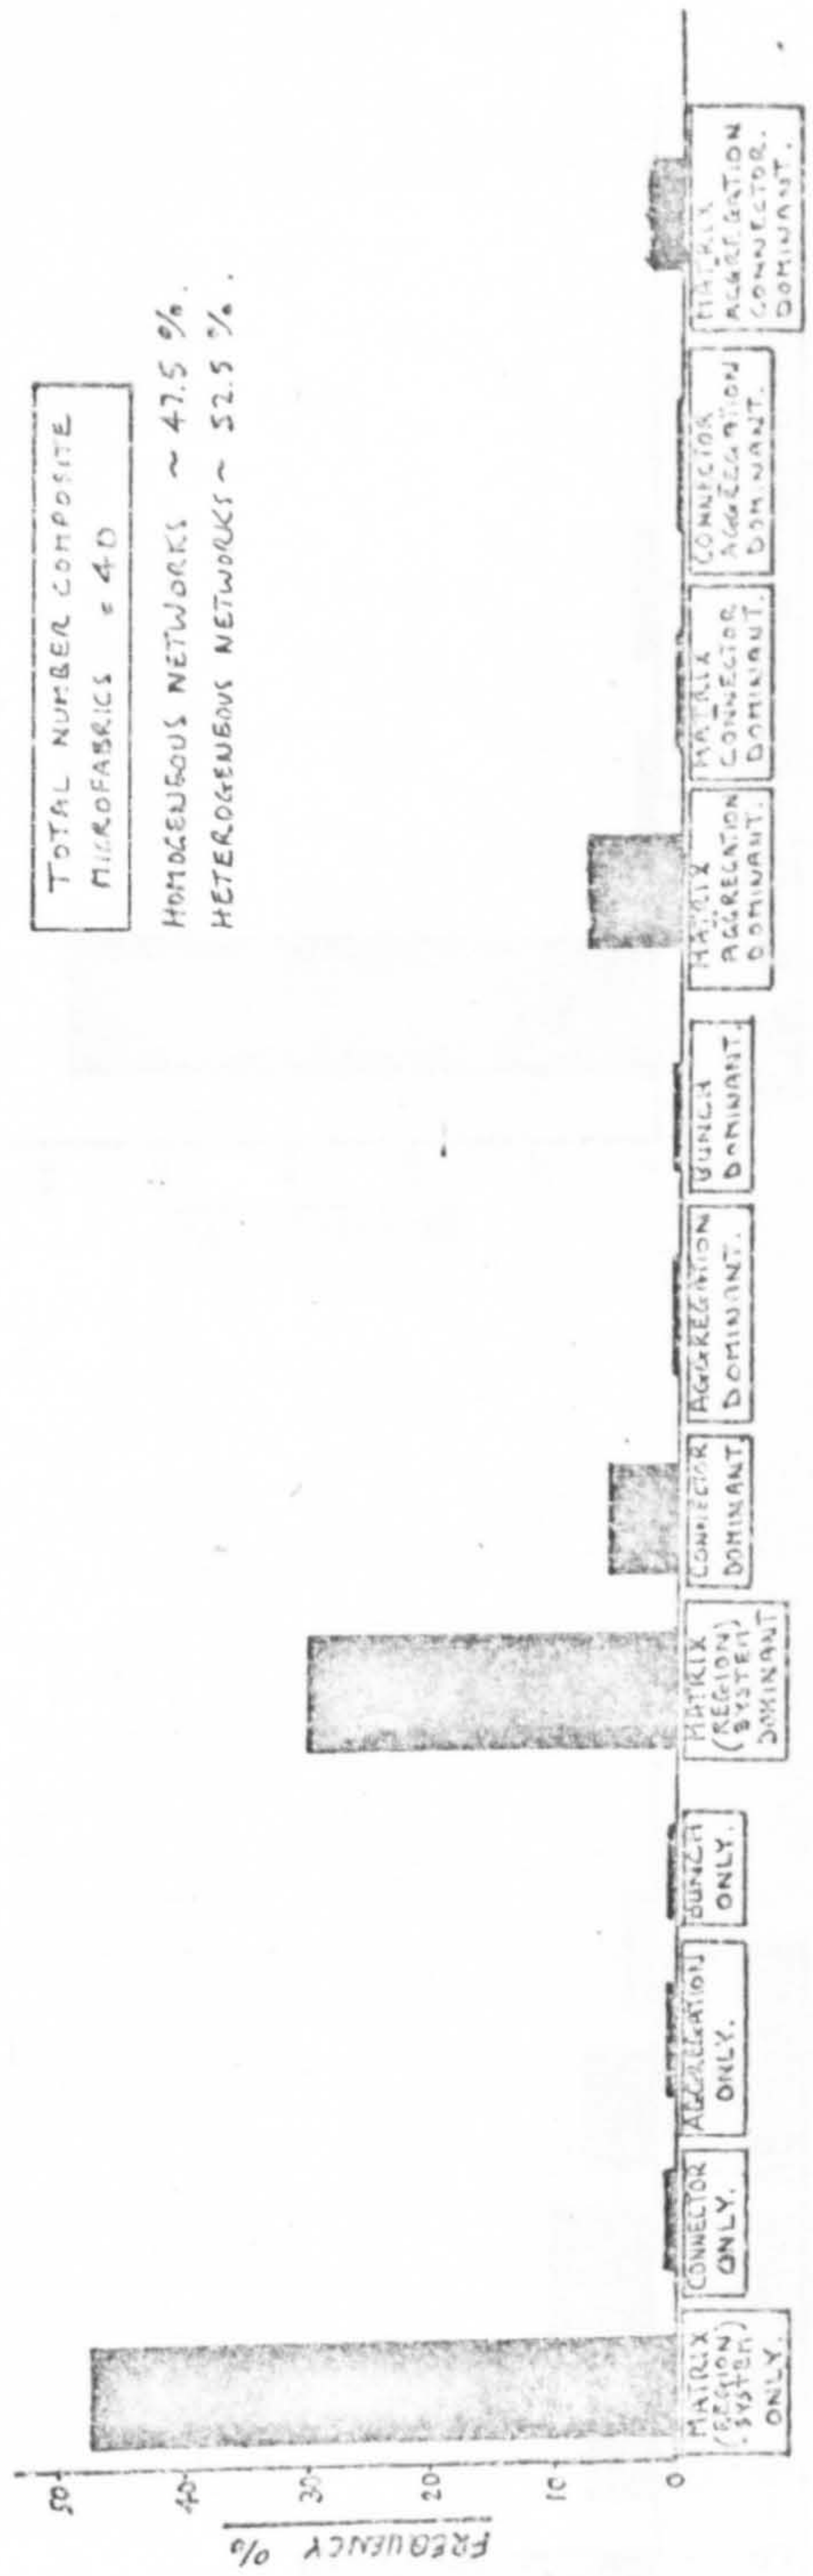 TOTAL NUMBER COMPOSITE
MICROFABRICS = 40
HOMOGENEOUS NETWORKS ~ 47.5 %.
HETEROGENEOUS NETWORKS ~ 52.5 %.
FREQUENCY %
50
40
30
20
10
0
MATRIX
(REGION)
SYSTEM)
ONLY.
CONNECTOR
ONLY.
AGGREGATION
ONLY.
BUNCH
ONLY.
MATRIX
(REGION)
SYSTEM)
DOMINANT
CONNECTOR
DOMINANT
AGGREGATION
DOMINANT.
BUNCH
DOMINANT.
MATRIX
AGGREGATION
DOMINANT.
MATRIX
CONNECTOR
DOMINANT.
CONNECTOR
AGGREGATION
DOMINANT.
MATRIX
AGGREGATION
CONNECTOR.
DOMINANT.